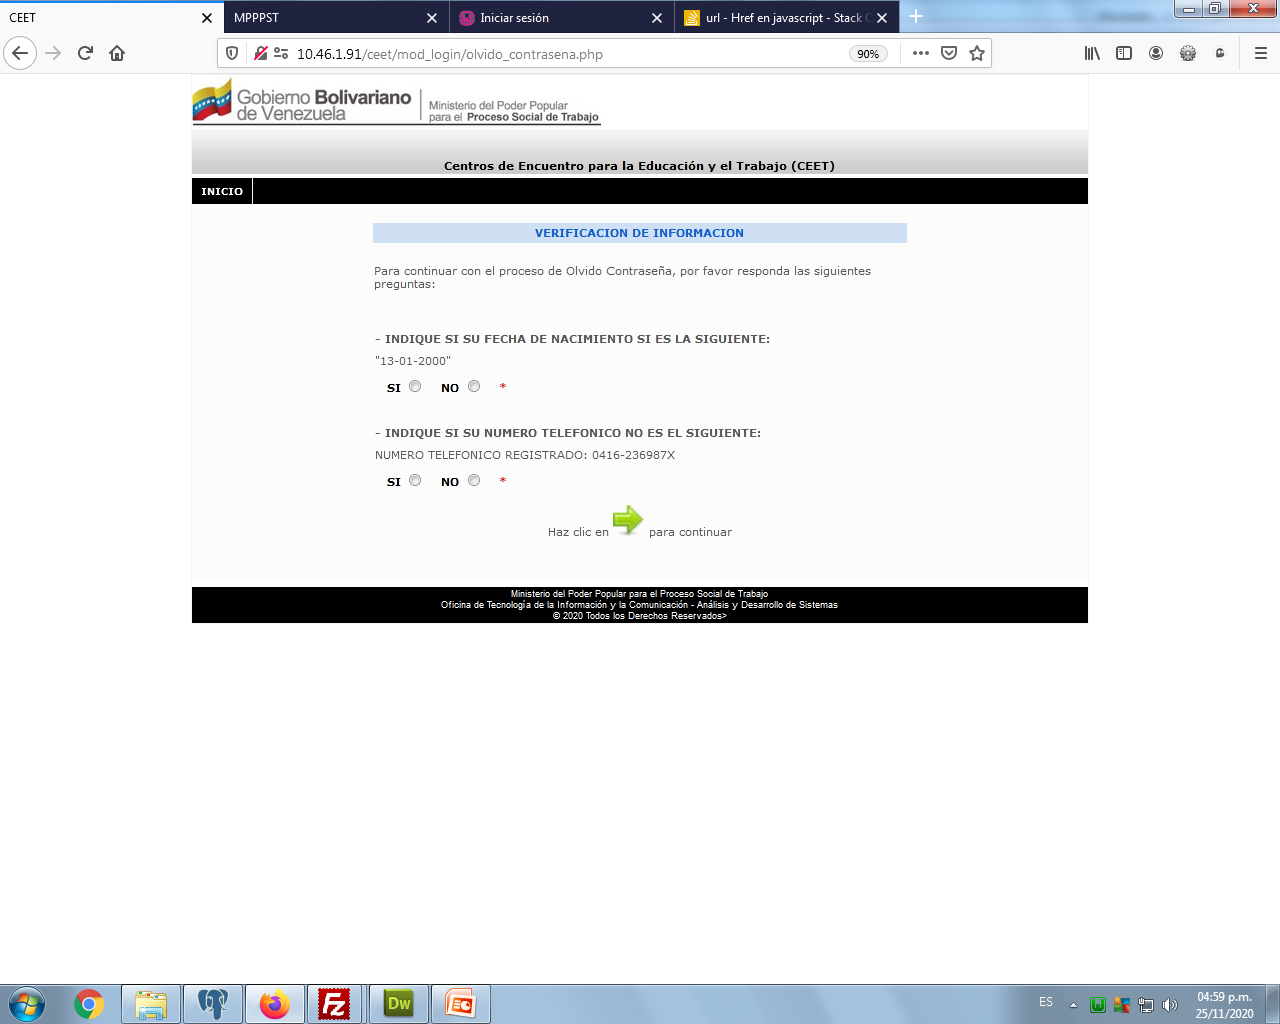 CEET
MPPPST
Iniciar sesión
url - Href en javascript - Stack
10.46.1.91/ceet/mod_login/olvido_contrasena.php
90%
Gobierno Bolivariano
de Venezuela
Ministerio del Poder Popular
para el Proceso Social de Trabajo
Centros de Encuentro para la Educación y el Trabajo (CEET)
INICIO
VERIFICACION DE INFORMACION
Para continuar con el proceso de Olvido Contraseña, por favor responda las siguientes
preguntas:
- INDIQUE SI SU FECHA DE NACIMIENTO SI ES LA SIGUIENTE:
"13-01-2000"
SI NO *
- INDIQUE SI SU NUMERO TELEFONICO NO ES EL SIGUIENTE:
NUMERO TELEFONICO REGISTRADO: 0416-236987X
SI NO *
Haz clic en para continuar
Ministerio del Poder Popular para el Proceso Social de Trabajo
Oficina de Tecnología de la Información y la Comunicación - Análisis y Desarrollo de Sistemas
© 2020 Todos los Derechos Reservados>
Fz
Dw
ES
04:59 p.m.
25/11/2020